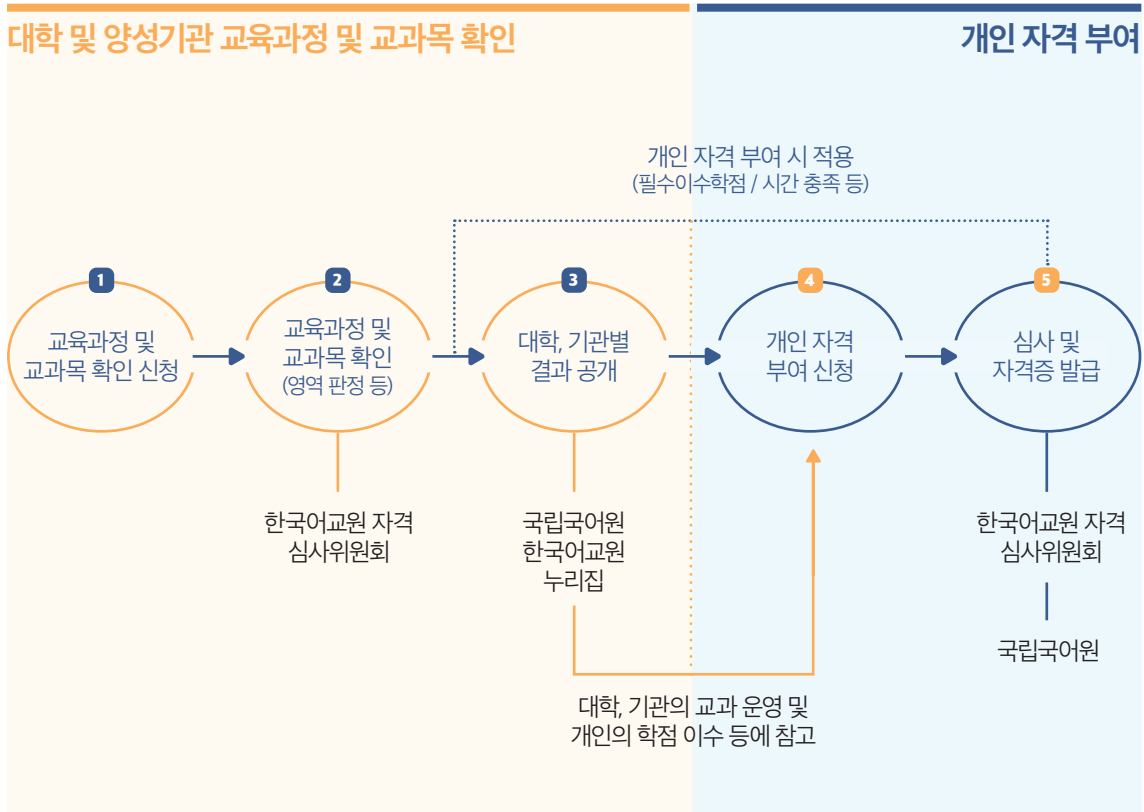 대학 및 양성기관 교육과정 및 교과목 확인
개인 자격 부여
개인 자격 부여 시 적용
(필수이수학점 / 시간 충족 등)
1
교육과정 및
교과목 확인 신청
2
교육과정 및
교과목 확인
(영역 판정 등)
3
대학, 기관별
결과 공개
4
개인 자격
부여 신청
5
심사 및
자격증 발급
한국어교원 자격
심사위원회
국립국어원
한국어교원
누리집
한국어교원 자격
심사위원회
국립국어원
대학, 기관의 교과 운영 및
개인의 학점 이수 등에 참고